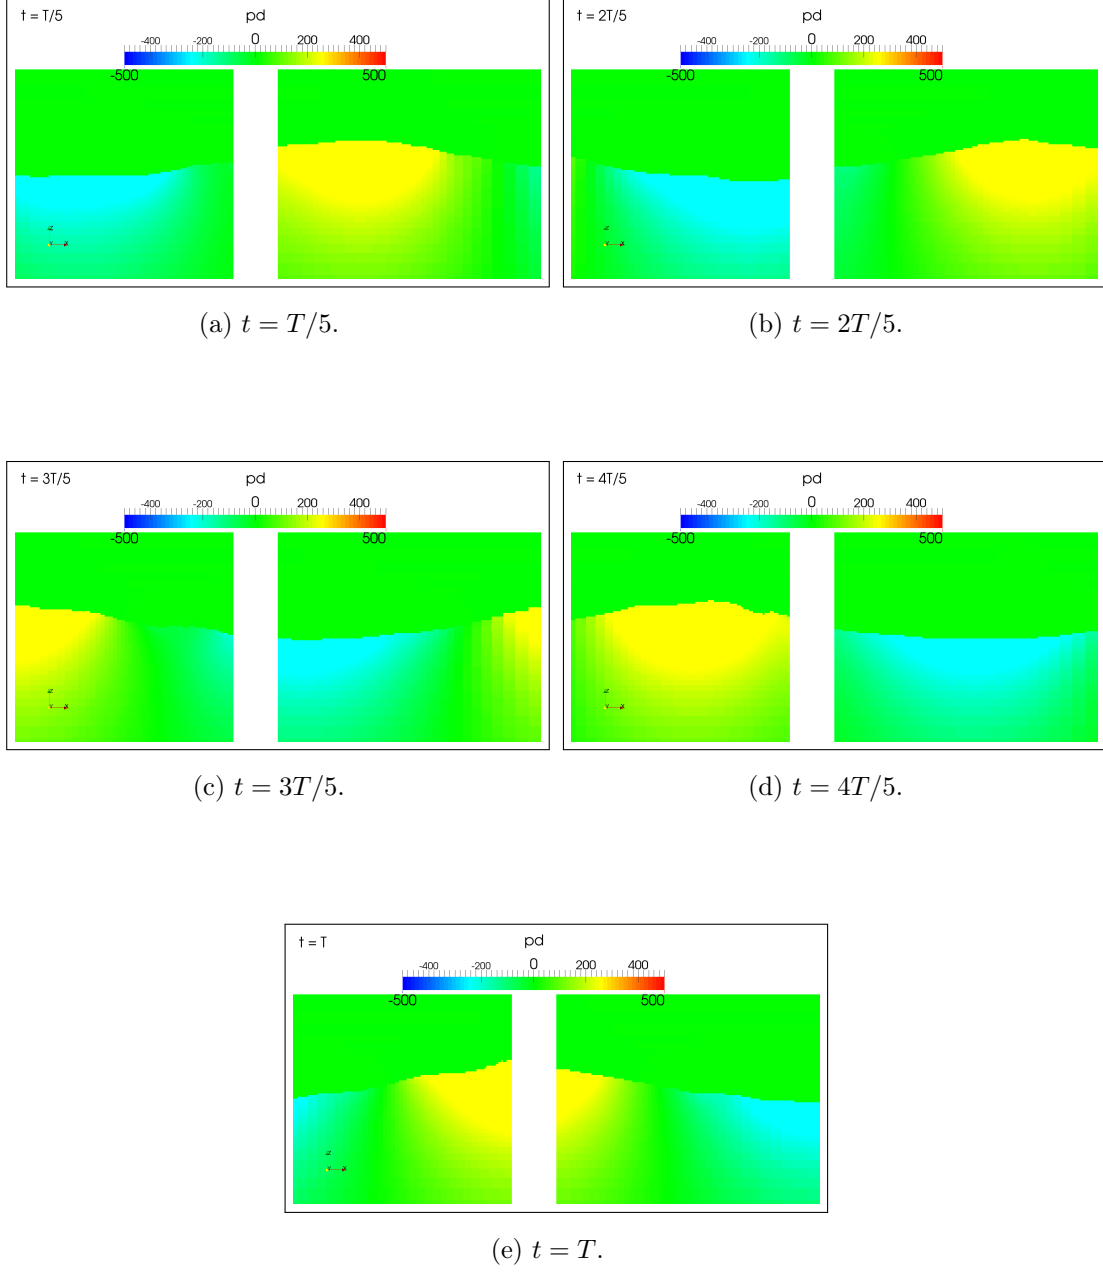 t = T/5
pd
-400 -200 0 200 400
-500 500
(a) t = T/5.
t = 2T/5
pd
-400 -200 0 200 400
-500 500
(b) t = 2T/5.
t = 3T/5
pd
-400 -200 0 200 400
-500 500
(c) t = 3T/5.
t = 4T/5
pd
-400 -200 0 200 400
-500 500
(d) t = 4T/5.
t = T
pd
-400 -200 0 200 400
-500 500
(e) t = T.